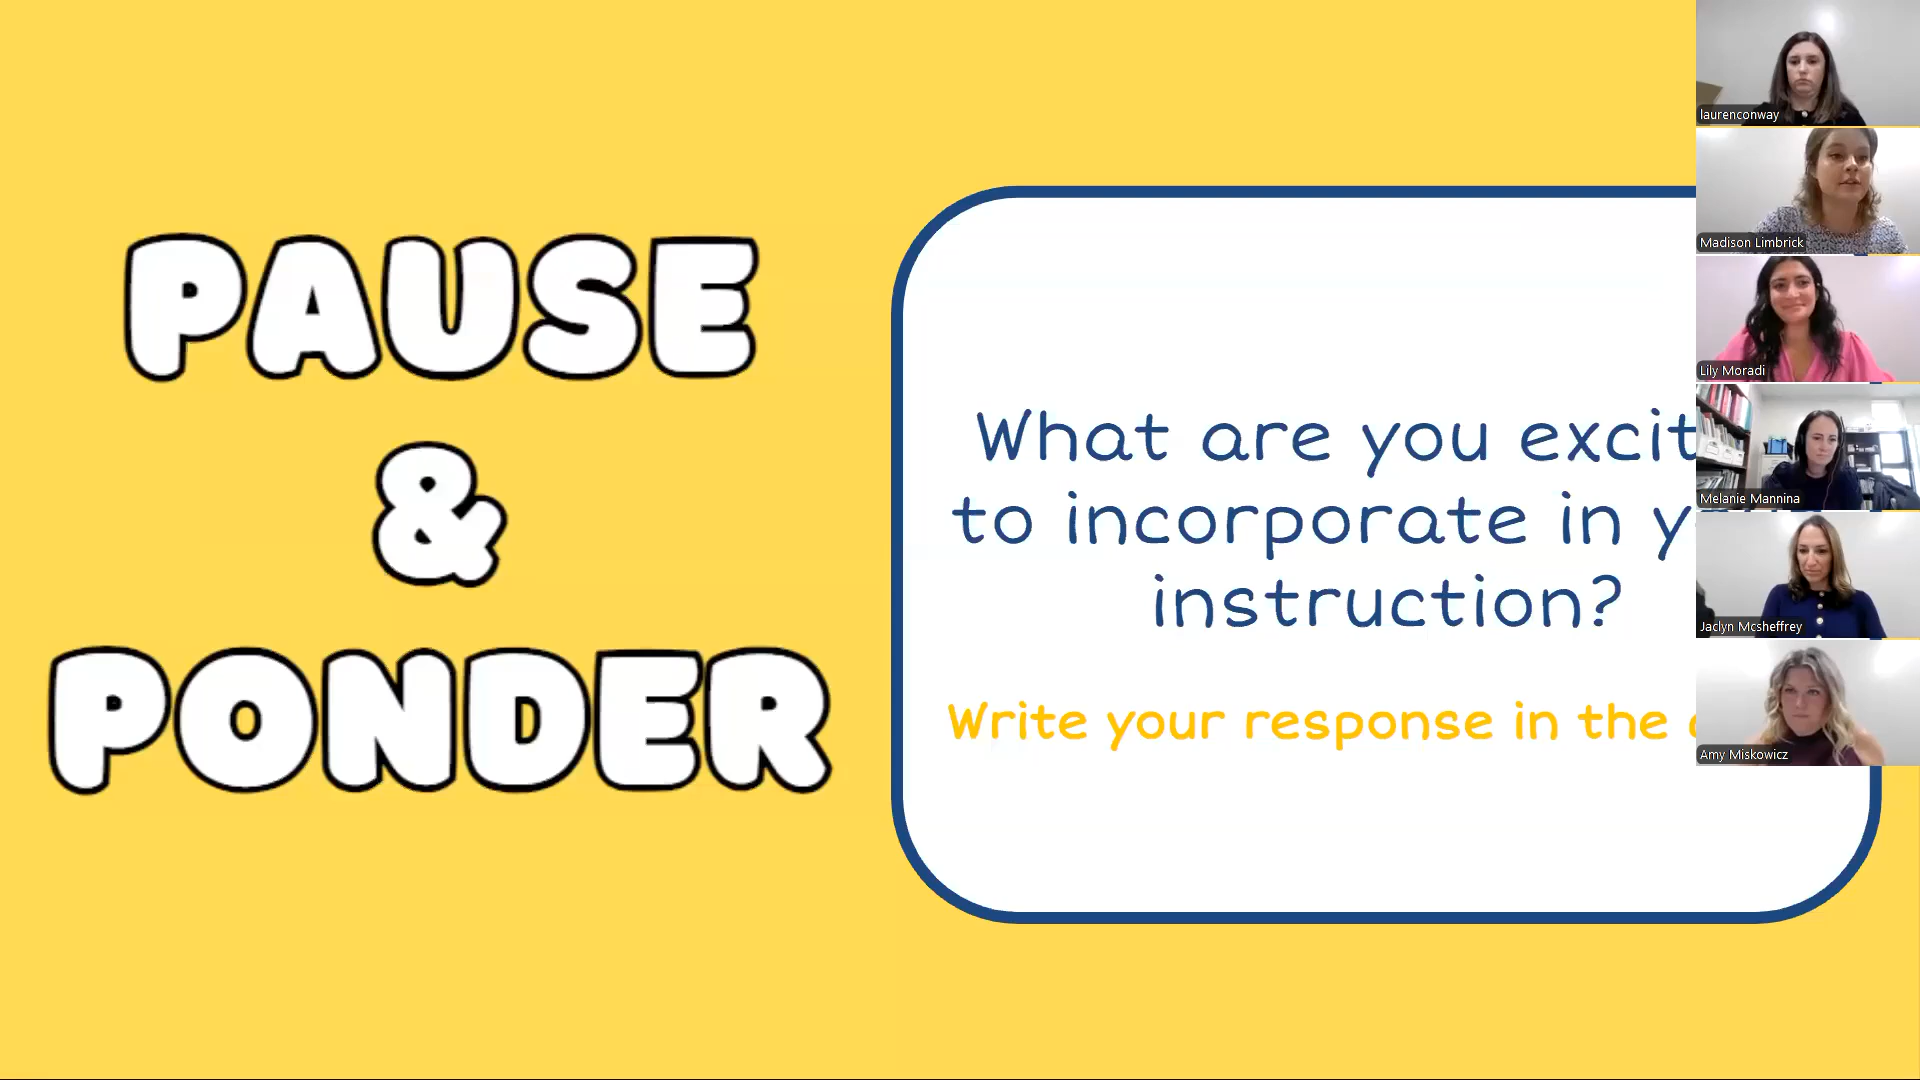 PAUSE
&
PONDER
What are you excit
to incorporate in y
instruction?
Write your response in the
laurenconway
Madison Limbrick
Lily Moradi
Melanie Mannina
Jaclyn Mcsheffrey
Amy Miskowicz